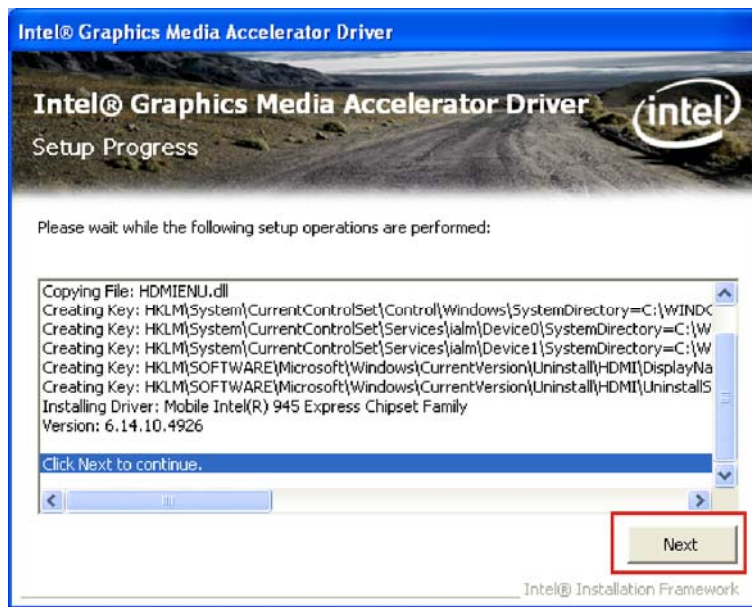 Intel® Graphics Media Accelerator Driver
Intel® Graphics Media Accelerator Driver
intel
Setup Progress
Please wait while the following setup operations are performed:
Copying File: HDMIENU.dll
Creating Key: HKLM\System\CurrentControlSet\Control\Windows\SystemDirectory=C:\WINDO
Creating Key: HKLM\System\CurrentControlSet\Services\ialm\Device0\SystemDirectory=C:\W
Creating Key: HKLM\System\CurrentControlSet\Services\ialm\Device1\SystemDirectory=C:\W
Creating Key: HKLM\SOFTWARE\Microsoft\Windows\CurrentVersion\Uninstall\HDMI\DisplayNa
Creating Key: HKLM\SOFTWARE\Microsoft\Windows\CurrentVersion\Uninstall\HDMI\UninstallS
Installing Driver: Mobile Intel(R) 945 Express Chipset Family
Version: 6.14.10.4926
Click Next to continue.
Next
Intel® Installation Framework